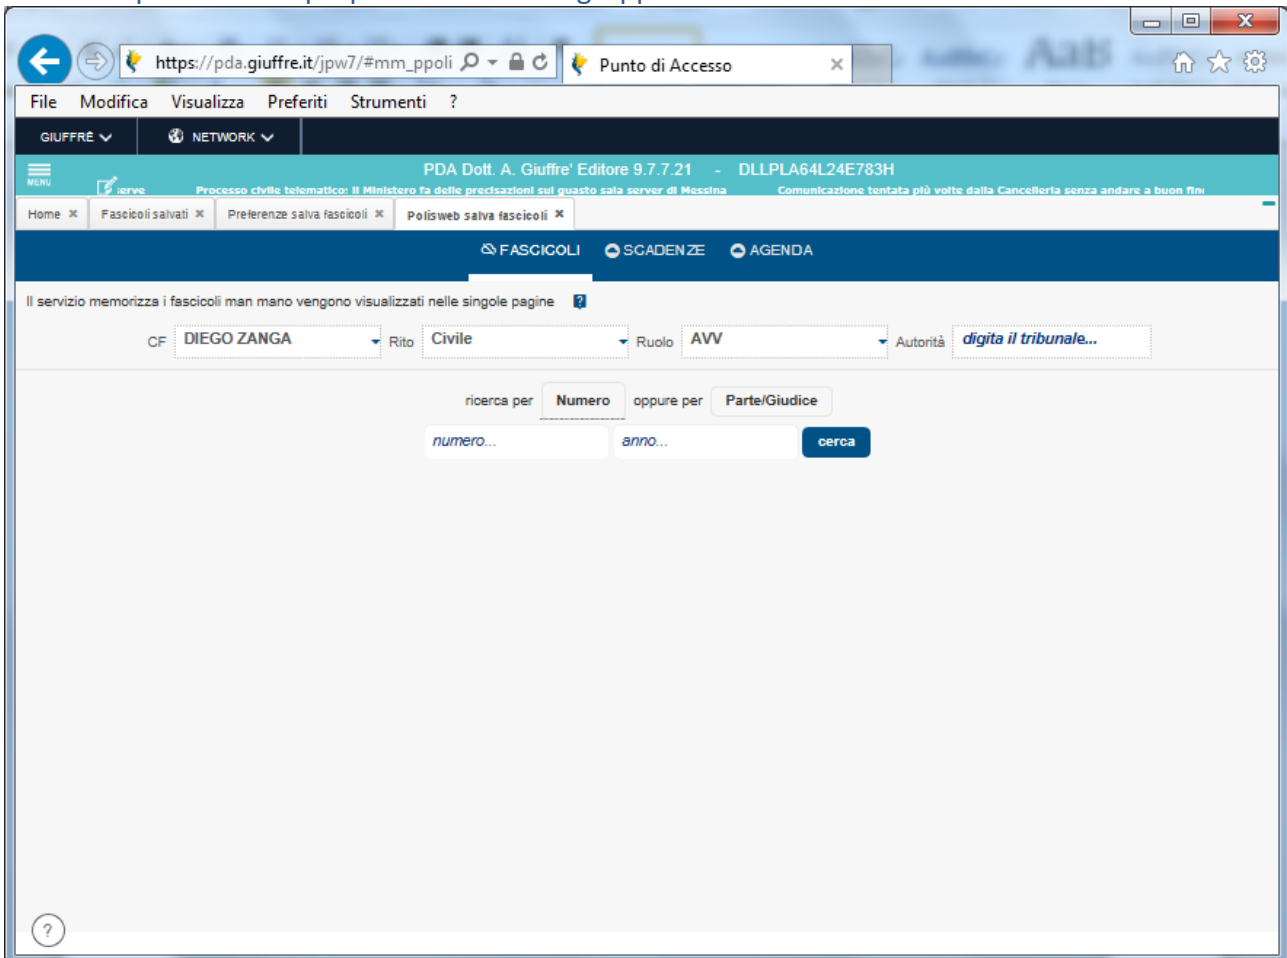 https://pda.giuffre.it/jpw7/#mm_ppoli
Punto di Accesso
File Modifica Visualizza Preferiti Strumenti ?
GIUFFRÈ NETWORK
PDA Dott. A. Giuffre' Editore 9.7.7.21 - DLLPLA64L24E783H
MENU
Processo civile telematico: Il Ministero fa delle precisazioni sul guasto sala server di Messina Comunicazione tentata più volte dalla Cancelleria senza andare a buon fine
Home Fascicoli salvati Preferenze salva fascicoli Polisweb salva fascicoli
FASCICOLI SCADENZE AGENDA
Il servizio memorizza i fascicoli man mano vengono visualizzati nelle singole pagine ?
CF DIEGO ZANGA Rito Civile Ruolo AVV Autorità digita il tribunale...
ricerca per Numero oppure per Parte/Giudice
numero... anno... cerca
?